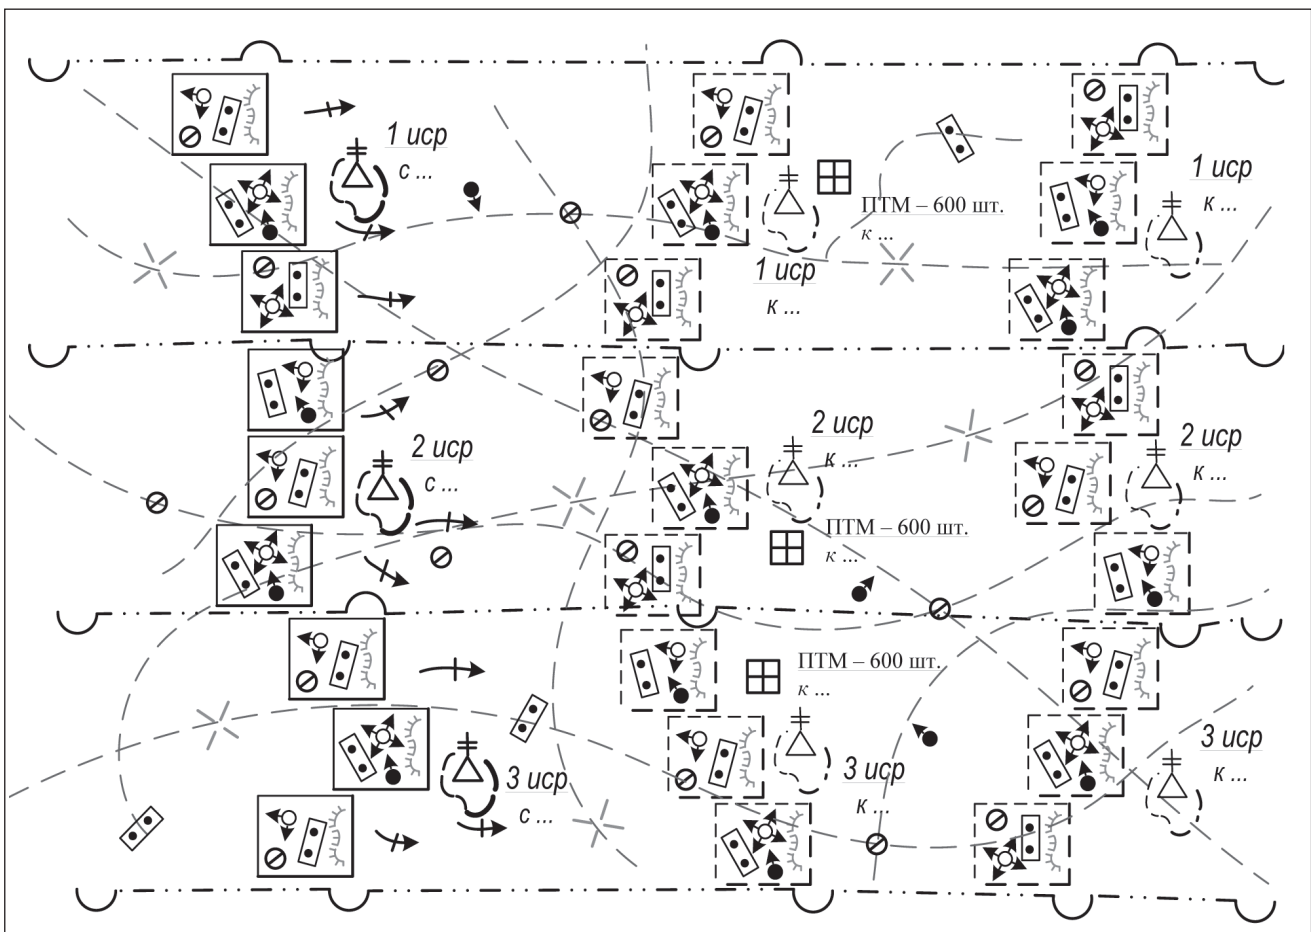 1 иср
с ...
1 иср
к ...
ПТМ – 600 шт.
к ...
1 иср
к ...
2 иср
с ...
2 иср
к ...
2 иср
к ...
ПТМ – 600 шт.
к ...
ПТМ – 600 шт.
к ...
3 иср
с ...
3 иср
к ...
3 иср
к ...